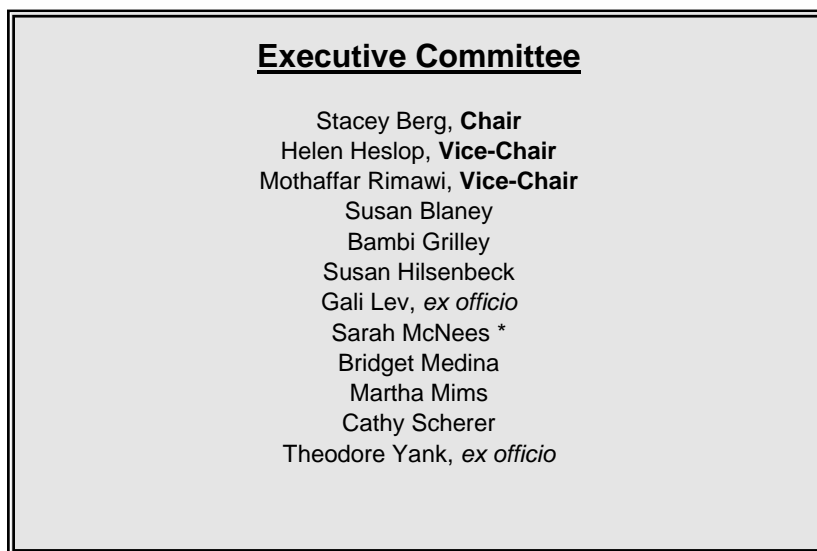 Executive Committee
Stacey Berg, Chair
Helen Heslop, Vice-Chair
Mothaffar Rimawi, Vice-Chair
Susan Blaney
Bambi Grilley
Susan Hilsenbeck
Gali Lev, ex officio
Sarah McNees *
Bridget Medina
Martha Mims
Cathy Scherer
Theodore Yank, ex officio